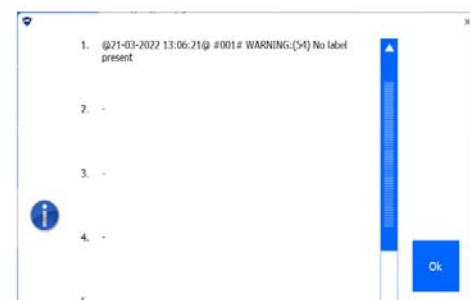 1. @21-03-2022 13:06:21@ #001# WARNING:(54) No label
present
2. -
3. -
4. -
Ok